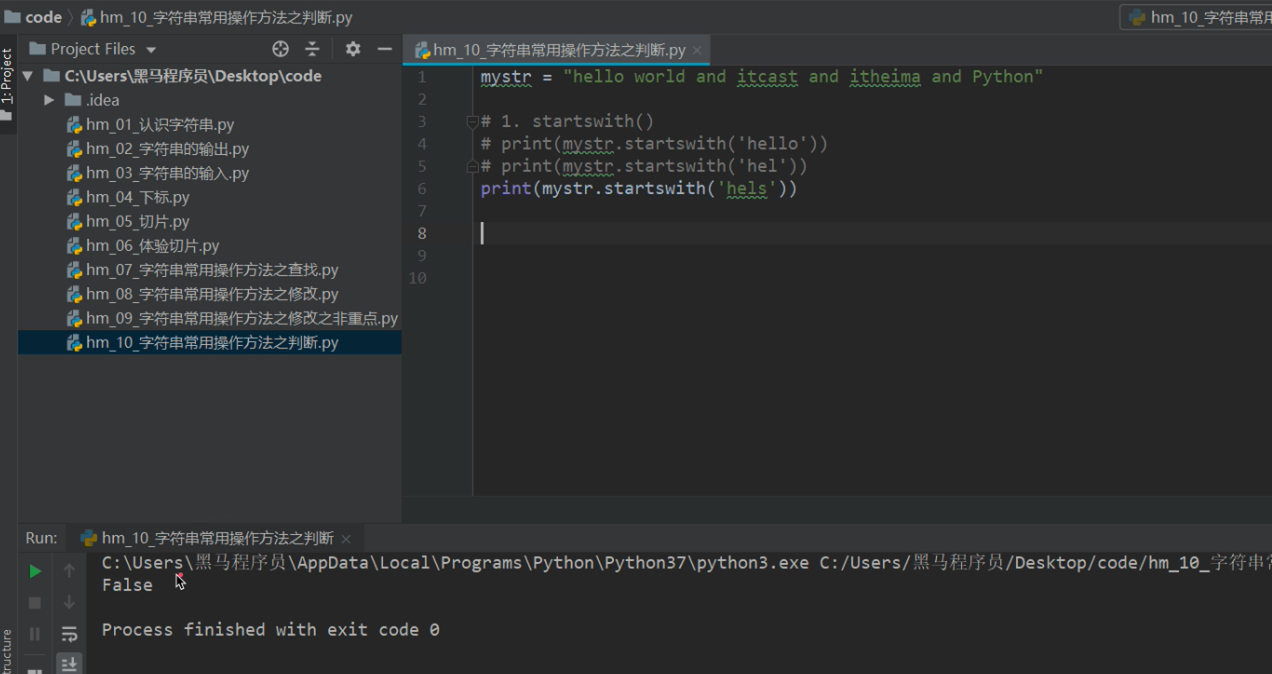 code hm_10_字符串常用操作方法之判断.py
hm_10_字符串常用
1: Project
Project Files
C:\Users\黑马程序员\Desktop\code
.idea
hm_01_认识字符串.py
hm_02_字符串的输出.py
hm_03_字符串的输入.py
hm_04_下标.py
hm_05_切片.py
hm_06_体验切片.py
hm_07_字符串常用操作方法之查找.py
hm_08_字符串常用操作方法之修改.py
hm_09_字符串常用操作方法之修改之非重点.py
hm_10_字符串常用操作方法之判断.py
hm_10_字符串常用操作方法之判断.py
1 mystr = "hello world and itcast and itheima and Python"
2
3 # 1. startswith()
4 # print(mystr.startswith('hello'))
5 # print(mystr.startswith('hel'))
6 print(mystr.startswith('hels'))
7
8
9
10
Run: hm_10_字符串常用操作方法之判断
C:\Users\黑马程序员\AppData\Local\Programs\Python\Python37\python3.exe C:/Users/黑马程序员/Desktop/code/hm_10_字符串
False
Process finished with exit code 0
tructure